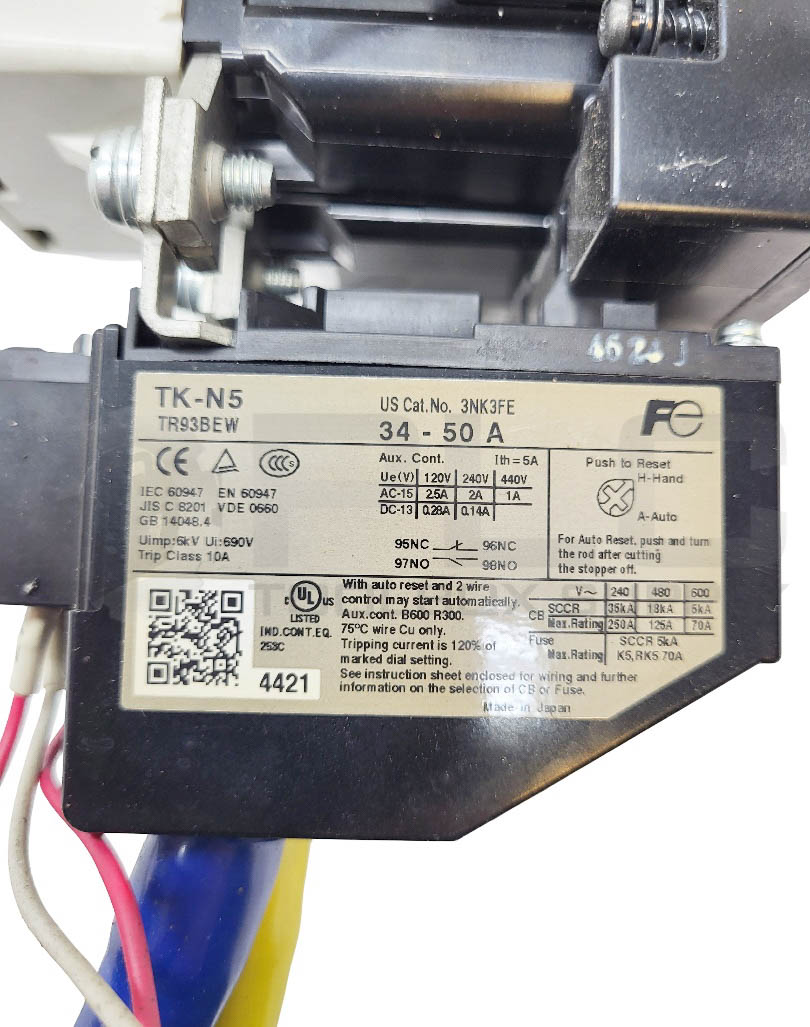 4624J
TK-N5
TR93BEW
US Cat.No. 3NK3FE
34 - 50 A
Fe
CE
CCC S
IEC 60947 EN 60947
JIS C 8201 VDE 0660
GB 14048.4
Uimp:6kV Ui:690V
Trip Class 10A
Aux. Cont. Ith=5A
Ue(V) 120V 240V 440V
AC-15 2.5A 2A 1A
DC-13 0.28A 0.14A
95NC 96NC
97NO 98NO
Push to Reset
H-Hand
A-Auto
For Auto Reset, push and turn
the rod after cutting
the stopper off.
4421
c UL US
LISTED
IND.CONT.EQ.
25SC
With auto reset and 2 wire
control may start automatically.
Aux.cont. B600 R300.
75°C wire Cu only.
Tripping current is 120% of
marked dial setting.
See instruction sheet enclosed for wiring and further
information on the selection of CB or Fuse.
Made in Japan
V~ 240 480 600
CB SCCR 35kA 18kA 5kA
Max.Rating 250A 125A 70A
Fuse SCCR 5kA
Max.Rating K5,RK5 70A